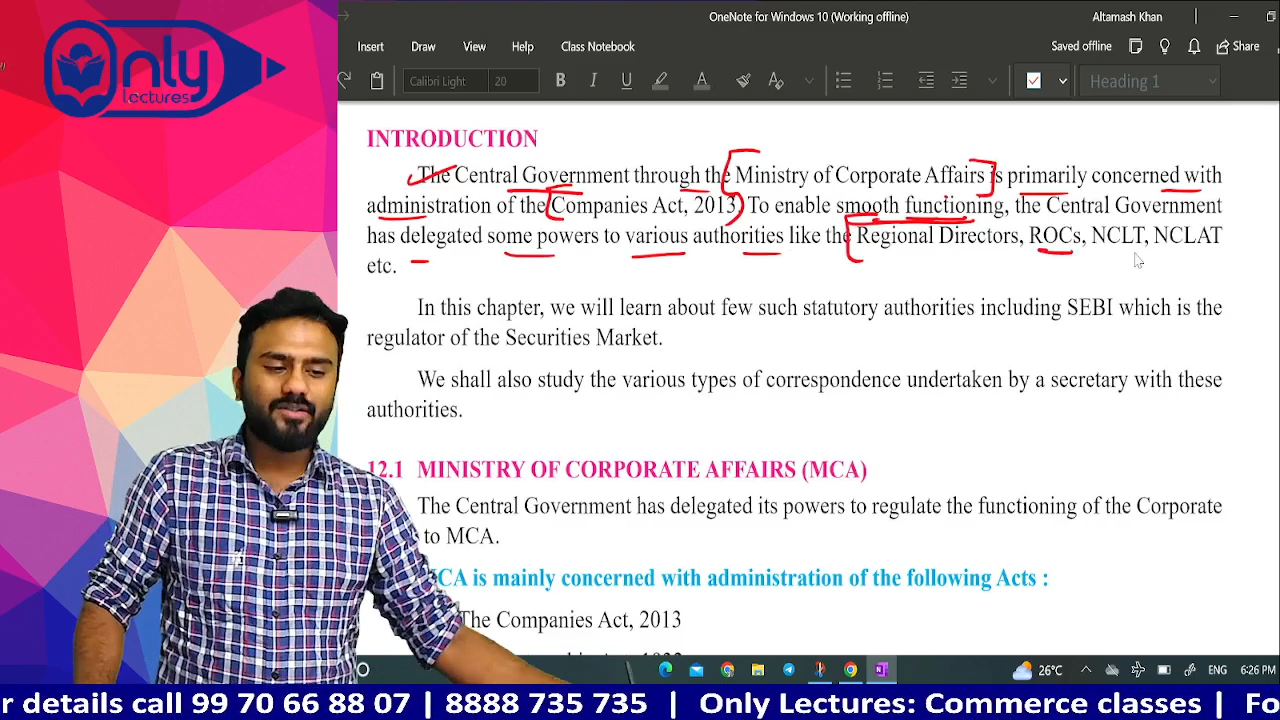 Only
lectures
OneNote for Windows 10 (Working offline)
Altamash Khan
Insert Draw View Help Class Notebook
Saved offline
Share
Calibri Light 20
B I U
A
Heading 1
INTRODUCTION
The Central Government through the Ministry of Corporate Affairs is primarily concerned with
administration of the Companies Act, 2013. To enable smooth functioning, the Central Government
has delegated some powers to various authorities like the Regional Directors, ROCs, NCLT, NCLAT
etc.
In this chapter, we will learn about few such statutory authorities including SEBI which is the
regulator of the Securities Market.
We shall also study the various types of correspondence undertaken by a secretary with these
authorities.
12.1 MINISTRY OF CORPORATE AFFAIRS (MCA)
The Central Government has delegated its powers to regulate the functioning of the Corporate
to MCA.
MCA is mainly concerned with administration of the following Acts :
The Companies Act, 2013
26°C
ENG
6:26 PM
r details call 99 70 66 88 07 | 8888 735 735 | Only Lectures: Commerce classes | Fo